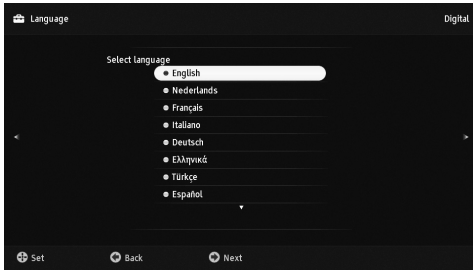 Language
Digital
Select language
English
Nederlands
Français
Italiano
Deutsch
Ελληνικά
Türkçe
Español
Set
Back
Next